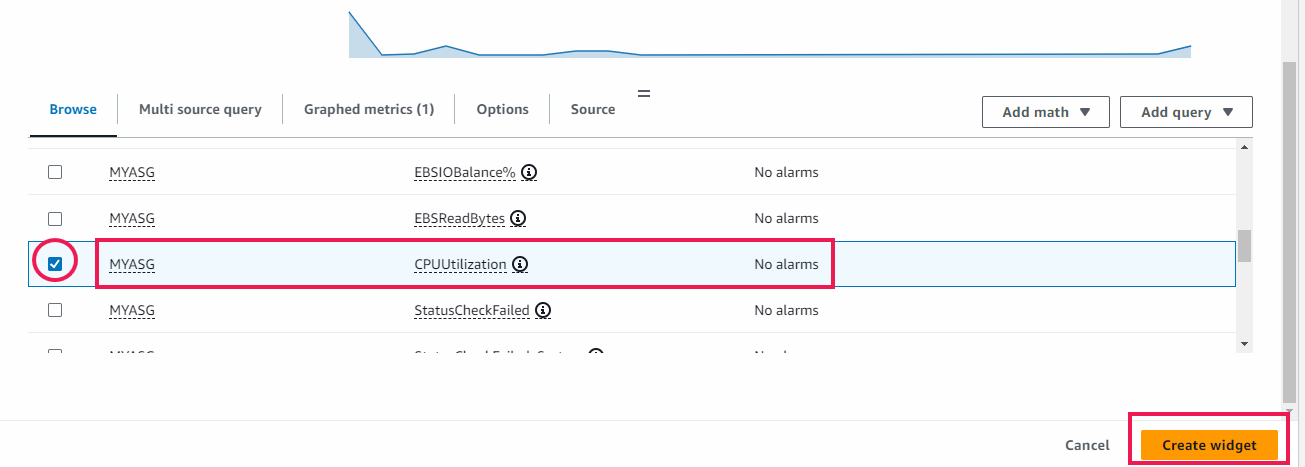 Browse Multi source query Graphed metrics (1) Options Source Add math Add query
MYASG EBSIOBalance% No alarms
MYASG EBSReadBytes No alarms
MYASG CPUUtilization No alarms
MYASG StatusCheckFailed No alarms
Cancel Create widget